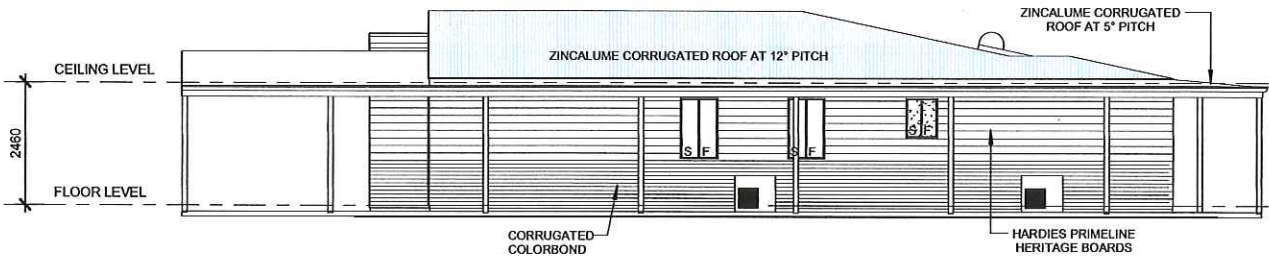 ZINCALUME CORRUGATED
ROOF AT 5° PITCH
ZINCALUME CORRUGATED ROOF AT 12° PITCH
CEILING LEVEL
2460
S F
S F
S F
FLOOR LEVEL
CORRUGATED
COLORBOND
HARDIES PRIMELINE
HERITAGE BOARDS